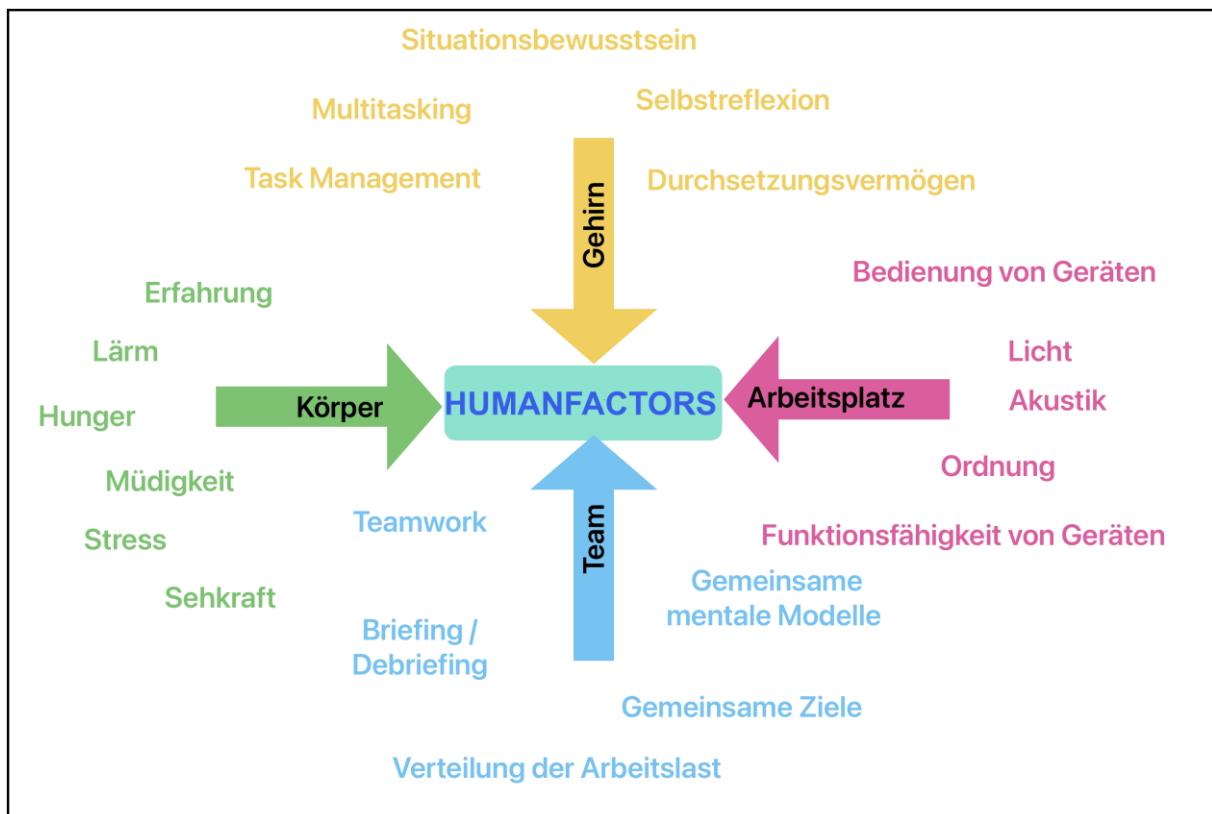 Situationsbewusstsein
Multitasking
Selbstreflexion
Task Management
Durchsetzungsvermögen
Gehirn
Bedienung von Geräten
Erfahrung
Lärm
Licht
Hunger
Körper
HUMANFACTORS
Arbeitsplatz
Akustik
Ordnung
Müdigkeit
Stress
Sehkraft
Teamwork
Team
Funktionsfähigkeit von Geräten
Gemeinsame
mentale Modelle
Briefing /
Debriefing
Gemeinsame Ziele
Verteilung der Arbeitslast